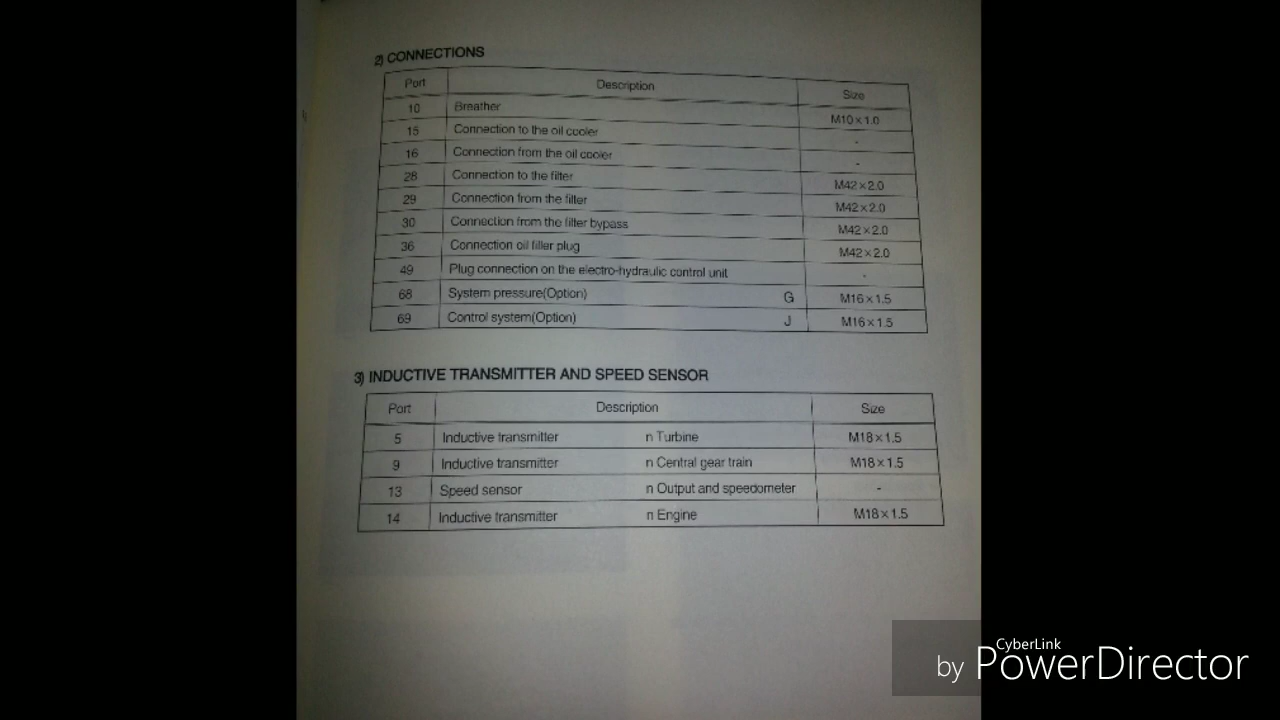 2) CONNECTIONS
Port Description Size
10 Breather M10×1.0
15 Connection to the oil cooler -
16 Connection from the oil cooler -
28 Connection to the filter M42×2.0
29 Connection from the filter M42×2.0
30 Connection from the filter bypass M42×2.0
36 Connection oil filler plug M42×2.0
49 Plug connection on the electro-hydraulic control unit -
68 System pressure(Option) G M16×1.5
69 Control system(Option) J M16×1.5
3) INDUCTIVE TRANSMITTER AND SPEED SENSOR
Port Description Size
5 Inductive transmitter n Turbine M18×1.5
9 Inductive transmitter n Central gear train M18×1.5
13 Speed sensor n Output and speedometer -
14 Inductive transmitter n Engine M18×1.5
CyberLink
by PowerDirector